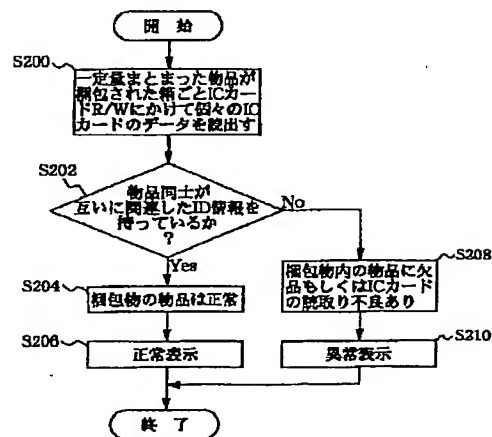 開 始
S200
一定量まとまった物品が
梱包された箱ごとICカー
ドR/Wにかけて個々のIC
カードのデータを読出す
S202
物品同士が
互いに関連したID情報を
持っているか
?
No
Yes
S204
梱包物の物品は正常
S208
梱包物内の物品に欠
品もしくはICカード
の読取り不良あり
S206
正常表示
S210
異常表示
終 了